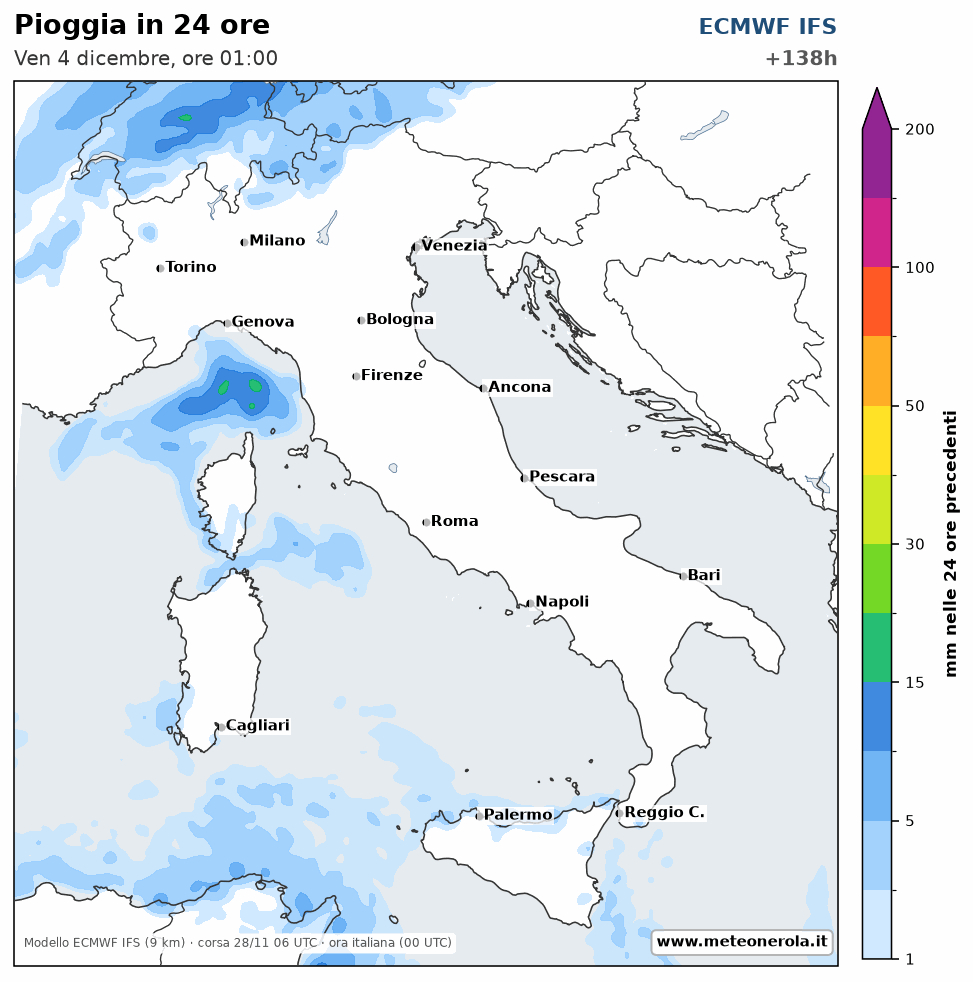 Pioggia in 24 ore
ECMWF IFS
Ven 4 dicembre, ore 01:00
+138h
Milano
Venezia
Torino
Genova
Bologna
Firenze
Ancona
Pescara
Roma
Bari
Napoli
Cagliari
Palermo
Reggio C.
200
100
50
30
15
5
1
mm nelle 24 ore precedenti
Modello ECMWF IFS (9 km) · corsa 28/11 06 UTC · ora italiana (00 UTC)
www.meteonerola.it